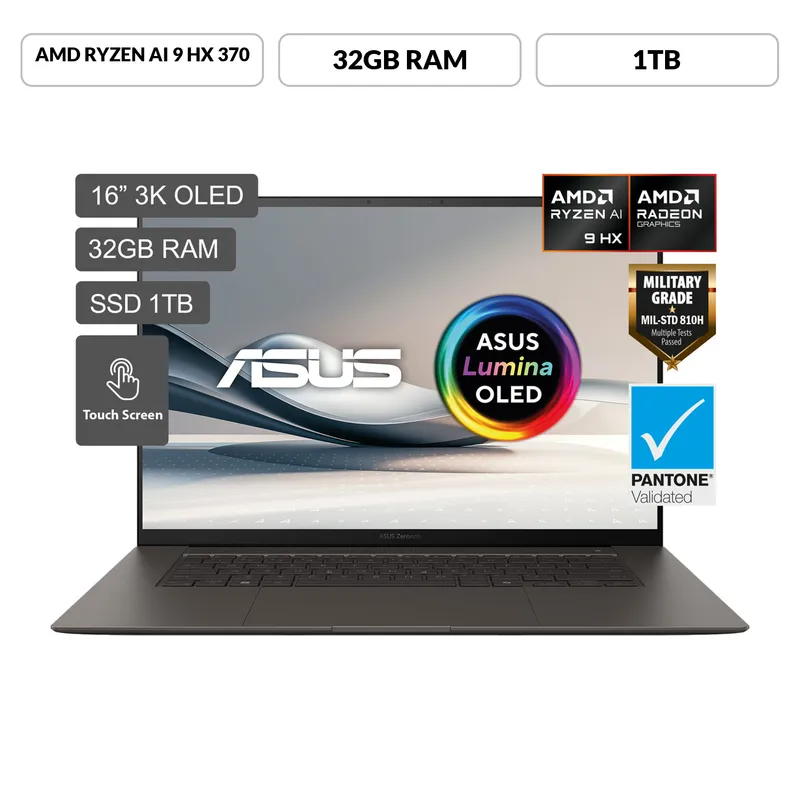 AMD RYZEN AI 9 HX 370
32GB RAM
1TB
16” 3K OLED
32GB RAM
SSD 1TB
Touch Screen
ASUS
ASUS
Lumina
OLED
AMD
RYZEN AI
9 HX
AMD
RADEON
GRAPHICS
MILITARY
GRADE
MIL-STD 810H
Multiple Tests
Passed
PANTONE®
Validated
ASUS Zenbook